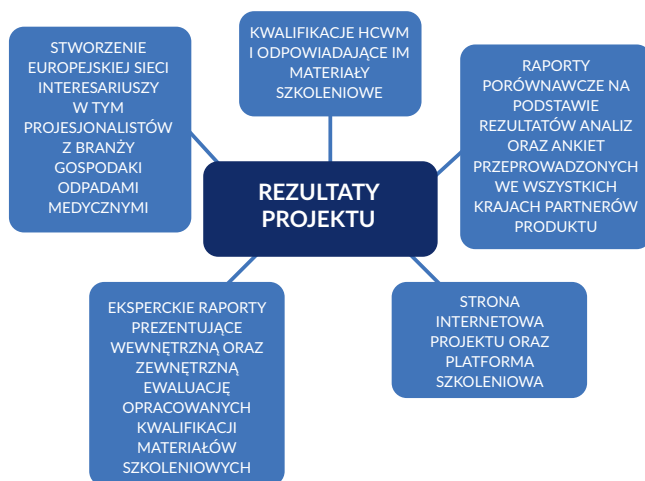 STWORZENIE
EUROPEJSKIEJ SIECI
INTERESARIUSZY
W TYM
PROJESJONALISTÓW
Z BRANŻY
GOSPODAKI
ODPADAMI
MEDYCZNYMI
KWALIFIKACJE HCWM
I ODPOWIADAJĄCE IM
MATERIAŁY
SZKOLENIOWE
RAPORTY
PORÓWNAWCZE NA
PODSTAWIE
REZULTATÓW ANALIZ
ORAZ ANKIET
PRZEPROWADZONYCH
WE WSZYSTKICH
KRAJACH PARTNERÓW
PRODUKTU
REZULTATY
PROJEKTU
EKSPERCKIE RAPORTY
PREZENTUJĄCE
WEWNĘTRZNĄ ORAZ
ZEWNĘTRZNĄ
EWALUACJĘ
OPRACOWANYCH
KWALIFIKACJI
MATERIAŁÓW
SZKOLENIOWYCH
STRONA
INTERNETOWA
PROJEKTU ORAZ
PLATFORMA
SZKOLENIOWA